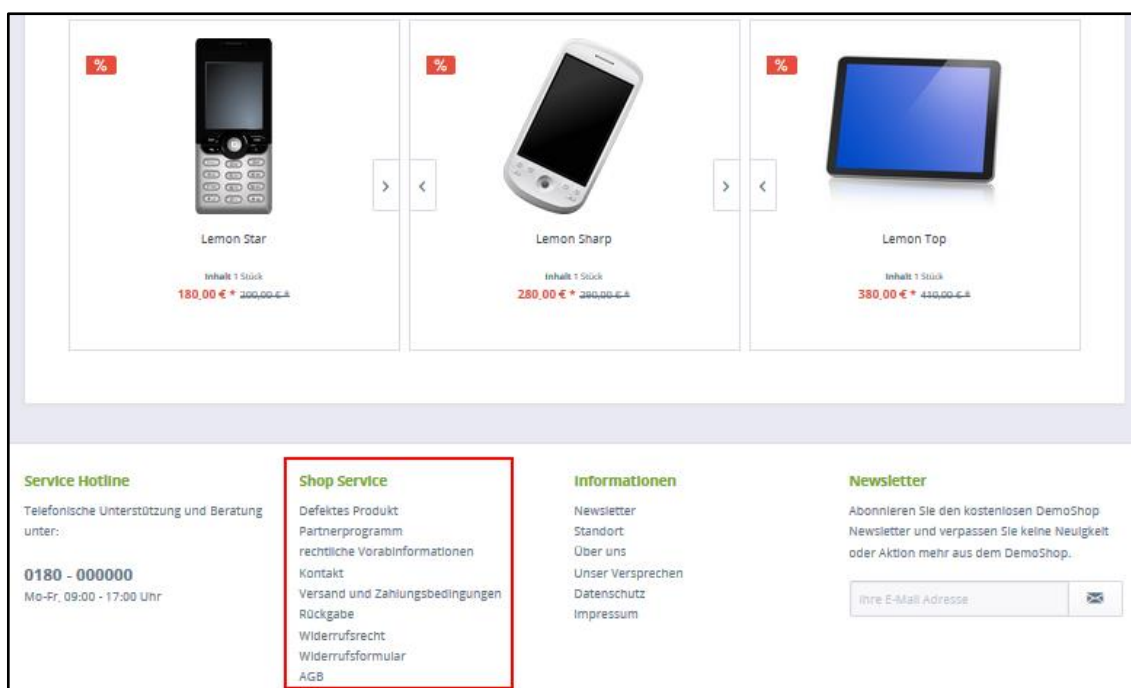 %
%
%
Lemon Star
Lemon Sharp
Lemon Top
Inhalt 1 Stück
Inhalt 1 Stück
Inhalt 1 Stück
180,00 € * 200,00 € *
280,00 € * 290,00 € *
380,00 € * 410,00 € *
Service Hotline
Telefonische Unterstützung und Beratung
unter:
0180 - 000000
Mo-Fr, 09:00 - 17:00 Uhr
Shop Service
Defektes Produkt
Partnerprogramm
rechtliche Vorabinformationen
Kontakt
Versand und Zahlungsbedingungen
Rückgabe
Widerrufsrecht
Widerrufsformular
AGB
Informationen
Newsletter
Standort
Über uns
Unser Versprechen
Datenschutz
Impressum
Newsletter
Abonnieren Sie den kostenlosen DemoShop
Newsletter und verpassen Sie keine Neuigkeit
oder Aktion mehr aus dem DemoShop.
Ihre E-Mail Adresse